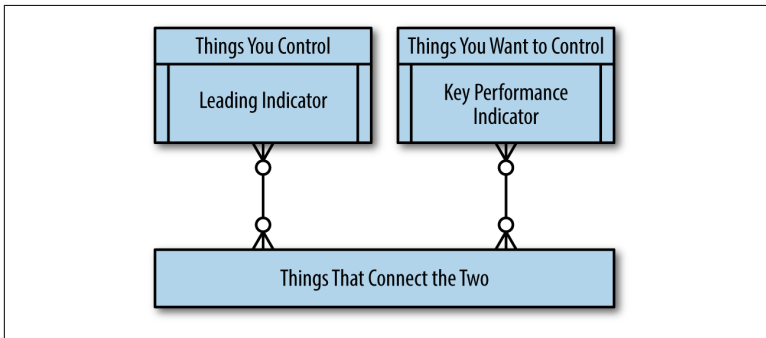 Things You Control
Things You Want to Control
Leading Indicator
Key Performance
Indicator
Things That Connect the Two